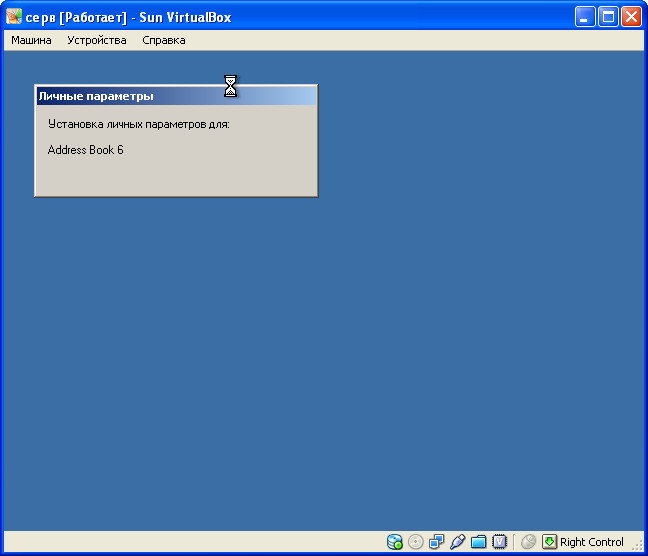 серв [Работает] - Sun VirtualBox
Машина Устройства Справка
Личные параметры
Установка личных параметров для:
Address Book 6
Right Control